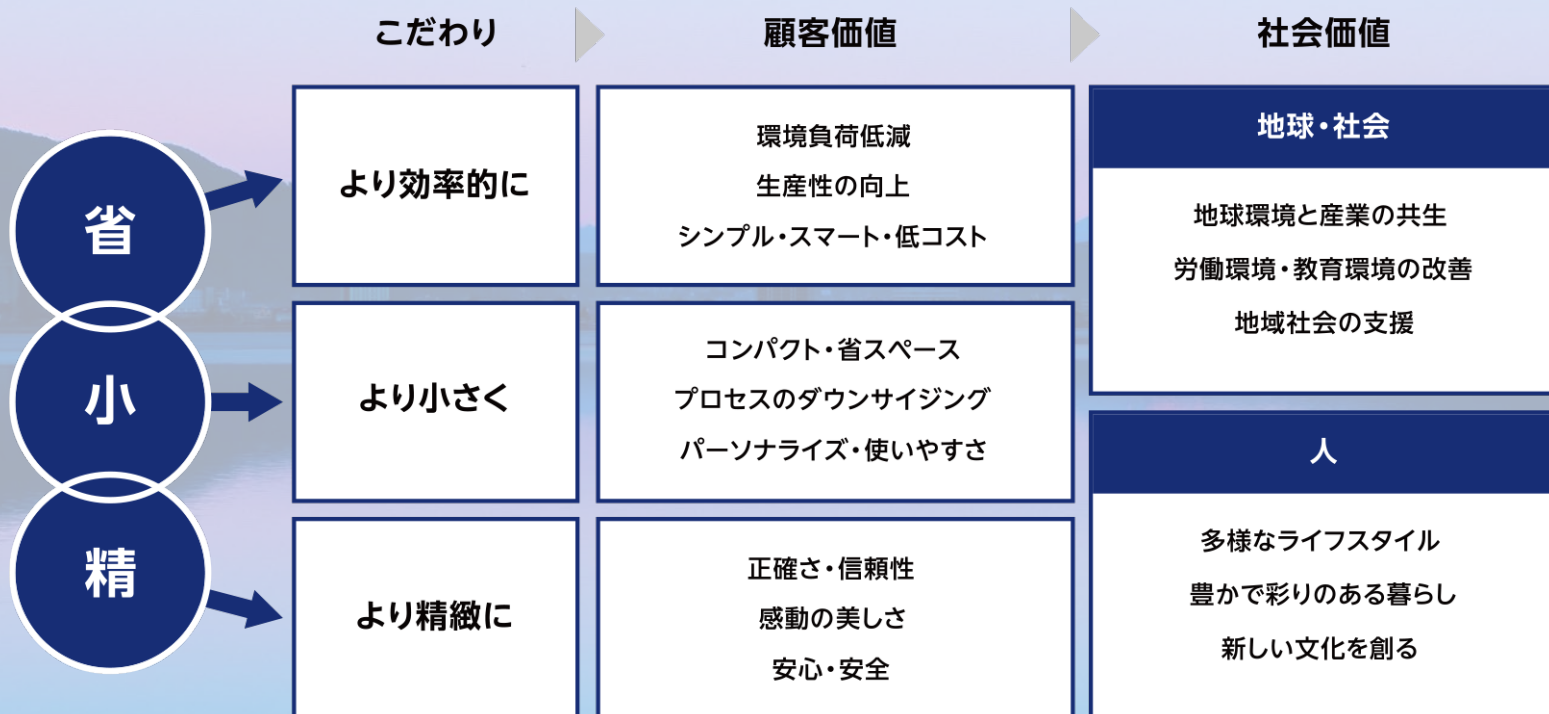 こだわり
顧客価値
社会価値
省
より効率的に
環境負荷低減
生産性の向上
シンプル・スマート・低コスト
小
より小さく
コンパクト・省スペース
プロセスのダウンサイジング
パーソナライズ・使いやすさ
精
より精緻に
正確さ・信頼性
感動の美しさ
安心・安全
地球・社会
地球環境と産業の共生
労働環境・教育環境の改善
地域社会の支援
人
多様なライフスタイル
豊かで彩りのある暮らし
新しい文化を創る